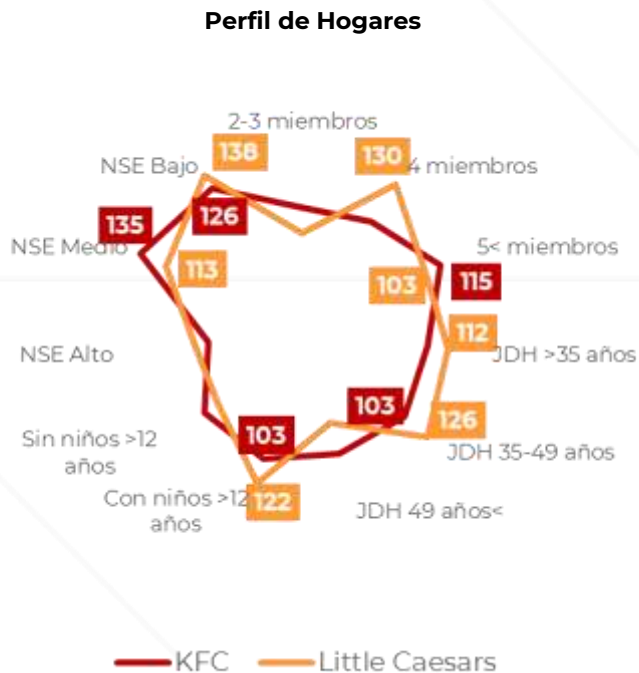 Perfil de Hogares
2-3 miembros
138
130
NSE Bajo
4 miembros
135
126
NSE Medio
5< miembros
113
103
115
112
NSE Alto
JDH >35 años
103
126
103
Sin niños >12
años
JDH 35-49 años
Con niños >12
años
122
JDH 49 años<
KFC
Little Caesars